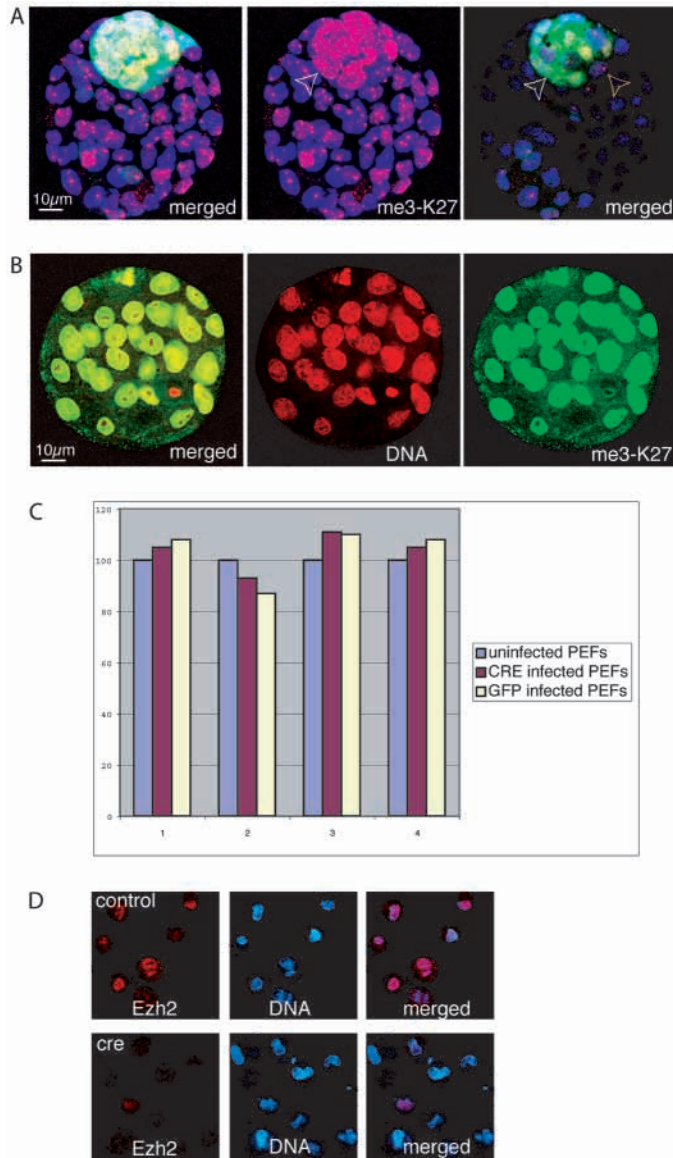 A
10µm
merged
me3-K27
merged
B
10µm
merged
DNA
me3-K27
C
120
100
80
60
40
20
0
1 2 3 4
uninfected PEFs
CRE infected PEFs
GFP infected PEFs
D
control
Ezh2
DNA
merged
cre
Ezh2
DNA
merged